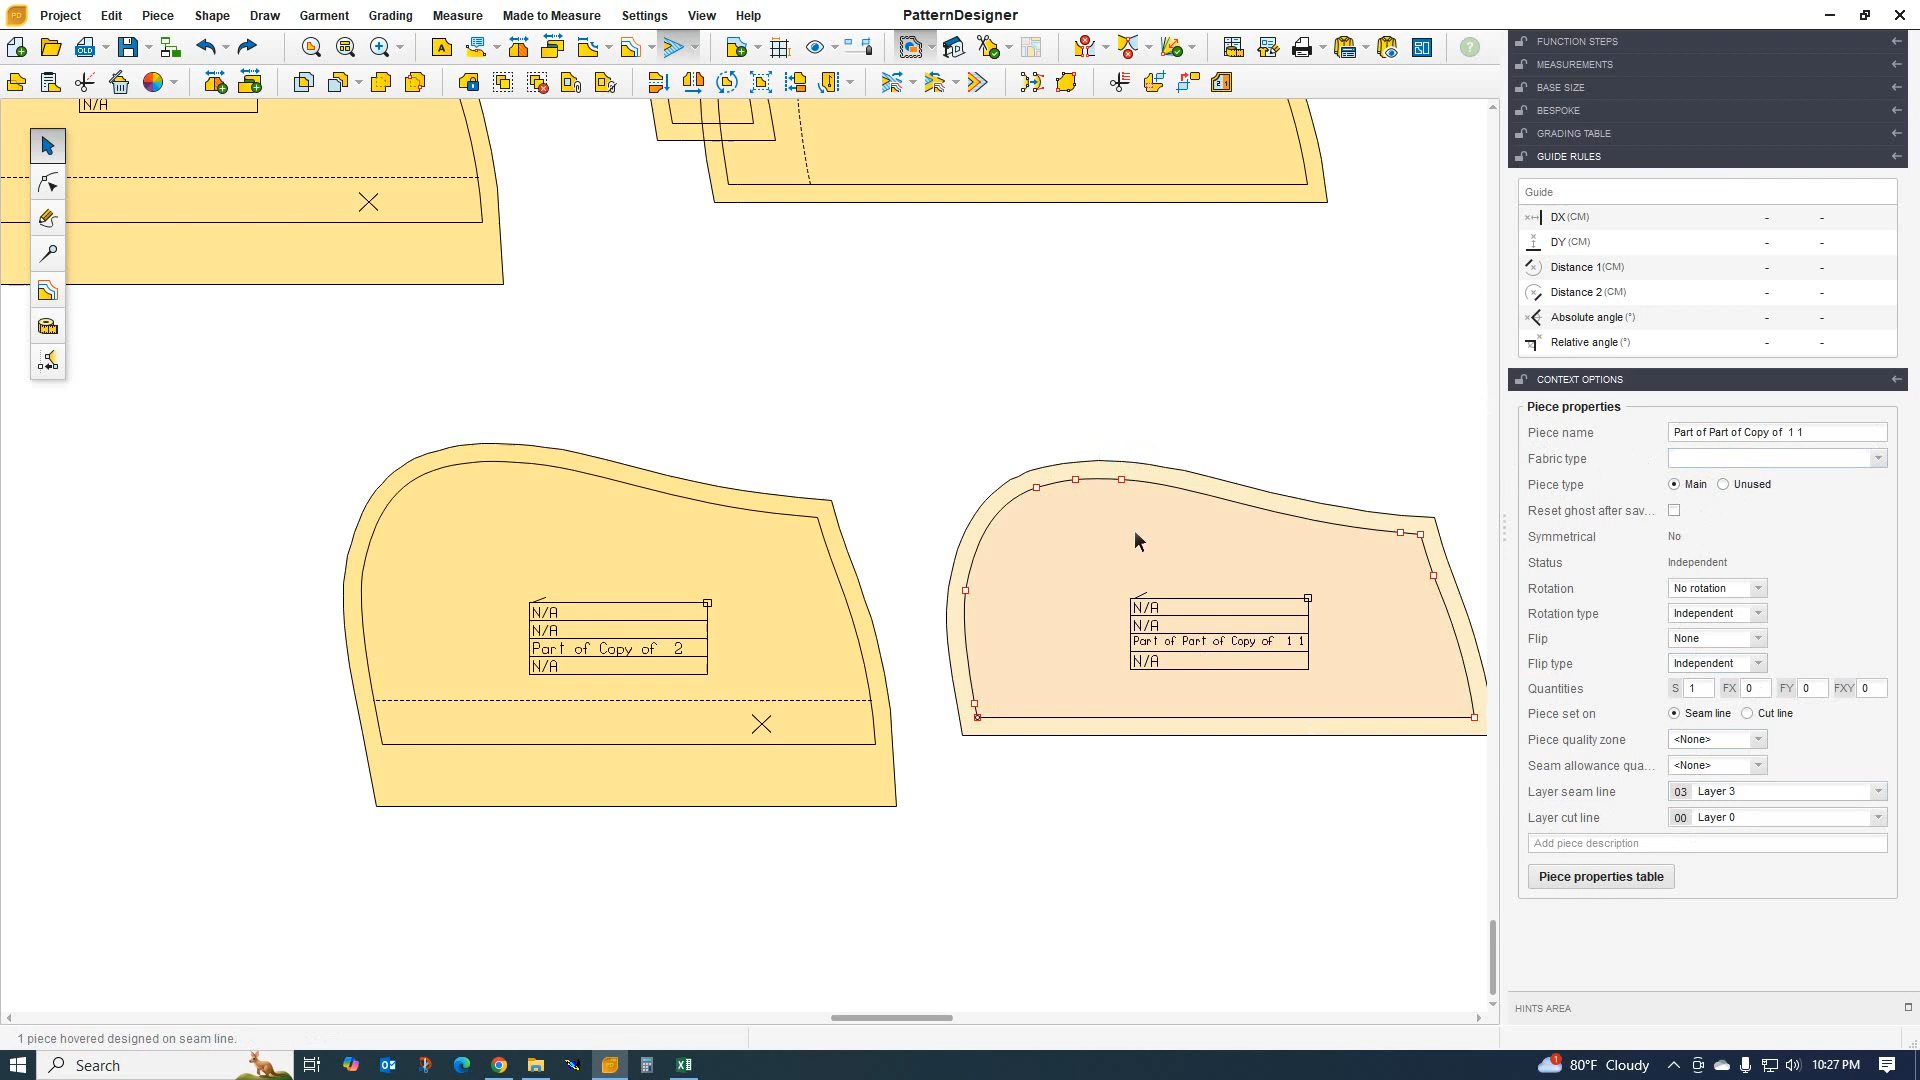 Project Edit Piece Shape Draw Garment Grading Measure Made to Measure Settings View Help PatternDesigner
OLD
N/A
N/A
N/A
Part of Copy of 2
N/A
N/A
N/A
Part of Part of Copy of 1 1
N/A
FUNCTION STEPS
MEASUREMENTS
BASE SIZE
BESPOKE
GRADING TABLE
GUIDE RULES
Guide
DX (CM) - -
DY (CM) - -
Distance 1(CM) - -
Distance 2 (CM) - -
Absolute angle (°) - -
Relative angle (°) - -
CONTEXT OPTIONS
Piece properties
Piece name Part of Part of Copy of 1 1
Fabric type
Piece type Main Unused
Reset ghost after sav...
Symmetrical No
Status Independent
Rotation No rotation
Rotation type Independent
Flip None
Flip type Independent
Quantities S 1 FX 0 FY 0 FXY 0
Piece set on Seam line Cut line
Piece quality zone <None>
Seam allowance qua... <None>
Layer seam line 03 Layer 3
Layer cut line 00 Layer 0
Add piece description
Piece properties table
HINTS AREA
1 piece hovered designed on seam line.
Search 80°F Cloudy 10:27 PM